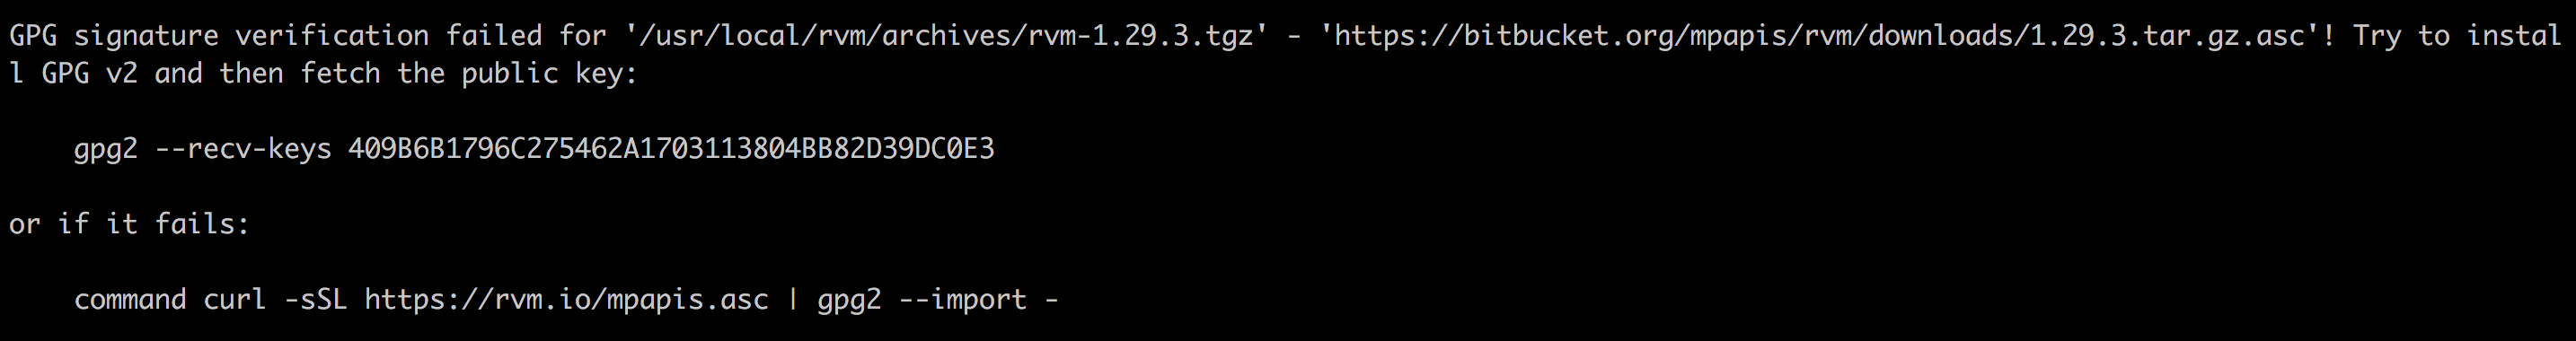 GPG signature verification failed for '/usr/local/rvm/archives/rvm-1.29.3.tgz' - 'https://bitbucket.org/mpapis/rvm/downloads/1.29.3.tar.gz.asc'! Try to instal
l GPG v2 and then fetch the public key:
gpg2 --recv-keys 409B6B1796C275462A1703113804BB82D39DC0E3
or if it fails:
command curl -sSL https://rvm.io/mpapis.asc | gpg2 --import -